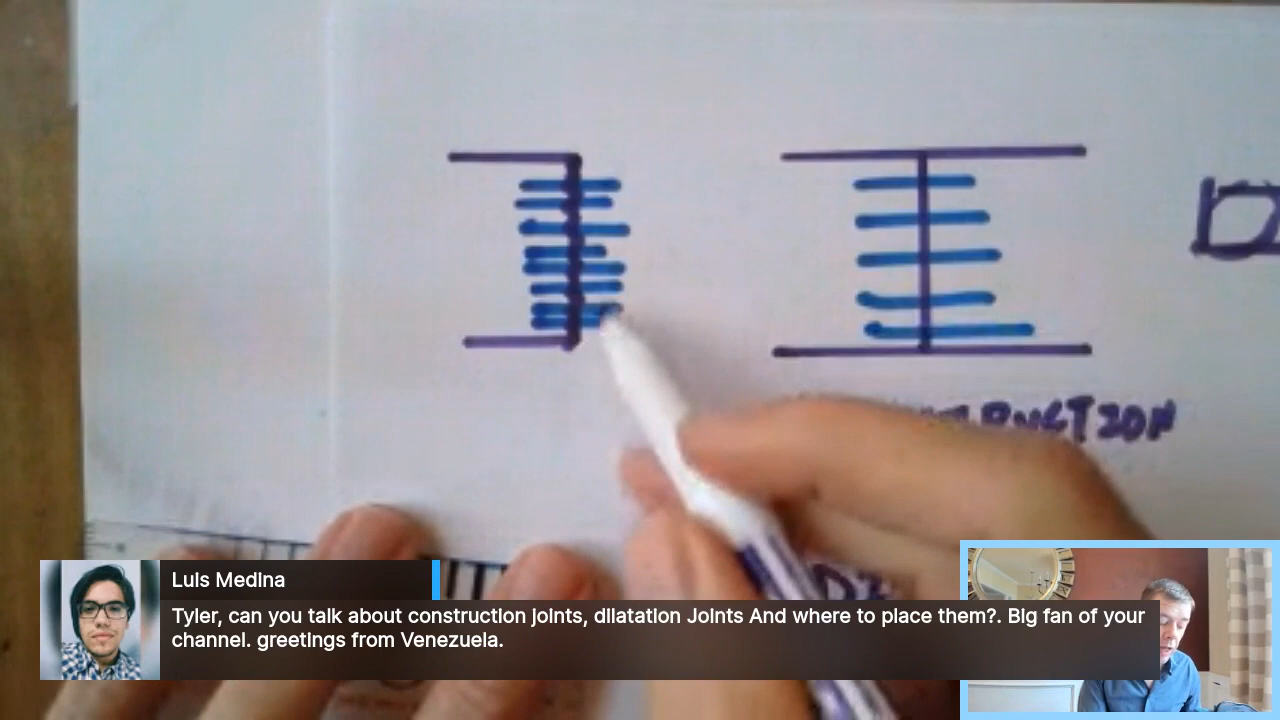 Luis Medina
Tyler, can you talk about construction joints, dilatation Joints And where to place them?. Big fan of your
channel. greetings from Venezuela.